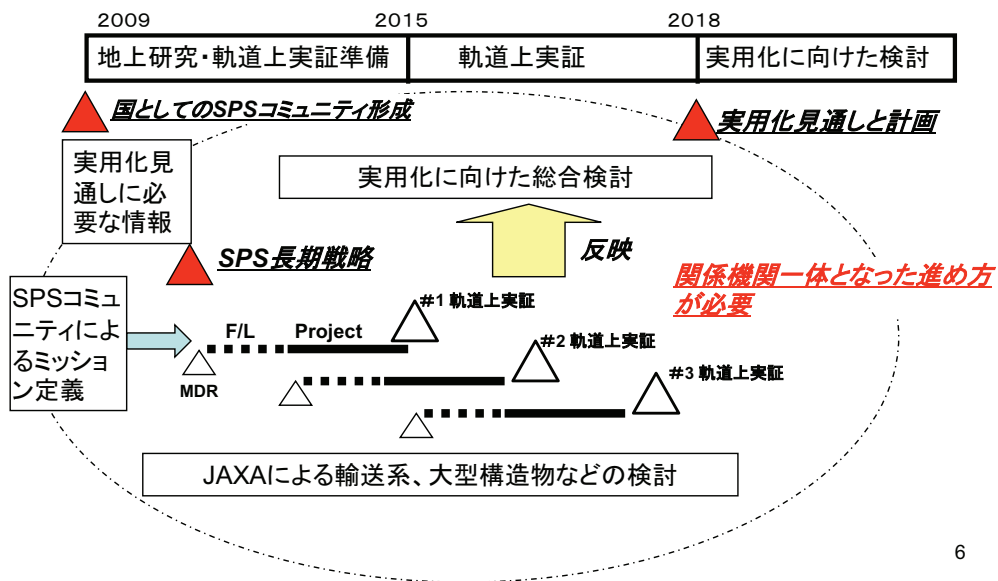 2009
2015
2018
地上研究・軌道上実証準備
軌道上実証
実用化に向けた検討
国としてのSPSコミュニティ形成
実用化見通しと計画
実用化見
通しに必
要な情報
実用化に向けた総合検討
SPS長期戦略
反映
関係機関一体となった進め方
が必要
SPSコミュ
ニティによ
るミッショ
ン定義
F/L
Project
#1 軌道上実証
MDR
#2 軌道上実証
#3 軌道上実証
JAXAによる輸送系、大型構造物などの検討
6